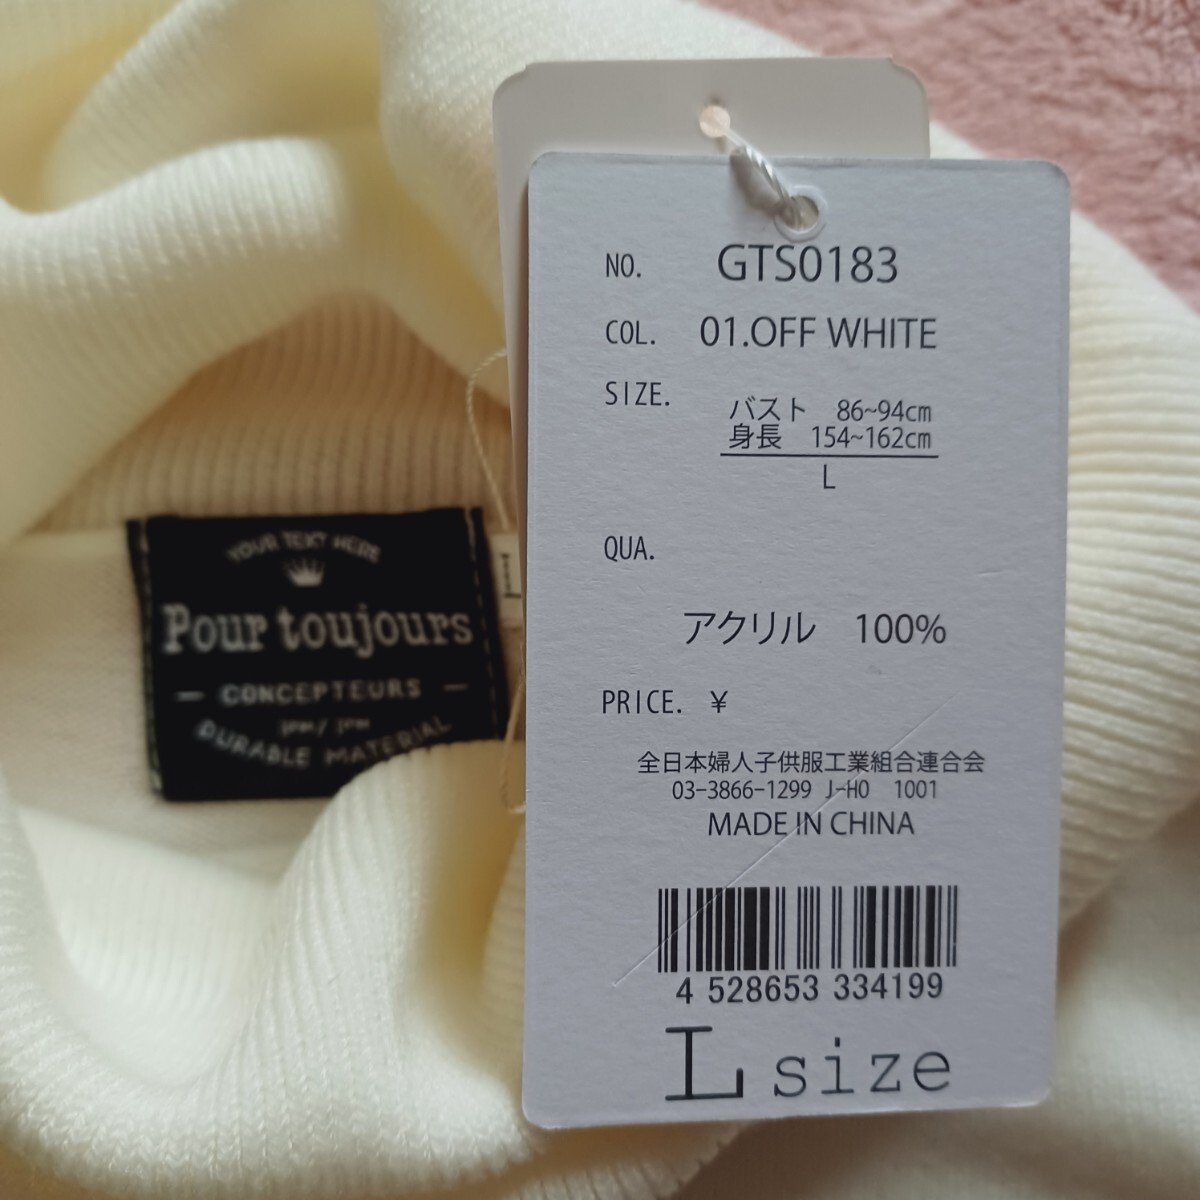 NO. GTS0183
COL. 01.OFF WHITE
SIZE. バスト 86~94cm
身長 154~162cm
L
QUA.
アクリル 100%
PRICE. ¥
全日本婦人子供服工業組合連合会
03-3866-1299 J-HO 1001
MADE IN CHINA
4 528653 334199
L size
YOUR TEXT HERE
Pour toujours
CONCEPTEURS
DURABLE MATERIAL
L